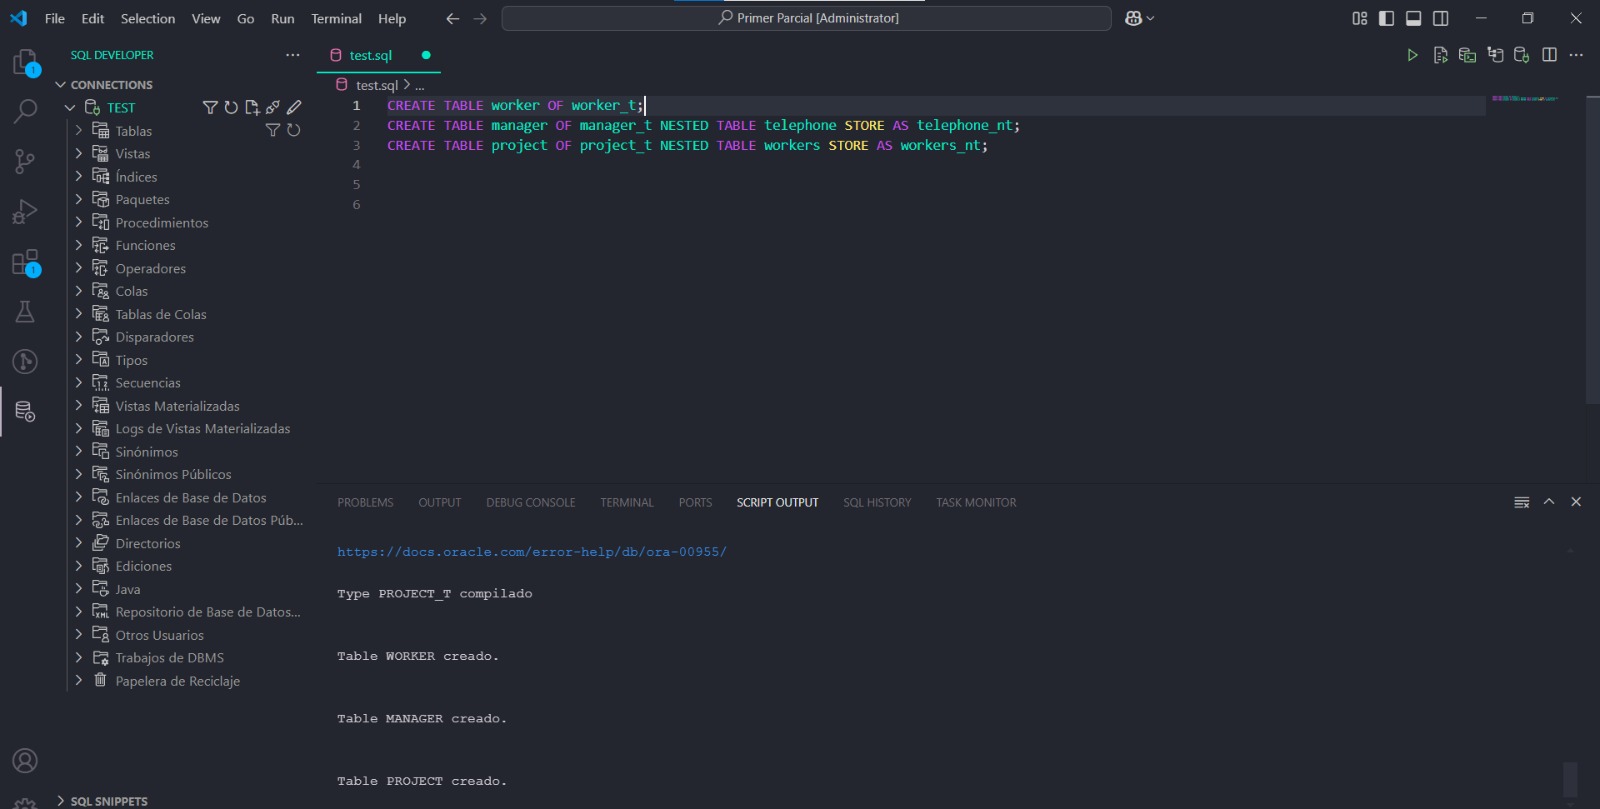 File Edit Selection View Go Run Terminal Help
Primer Parcial [Administrator]
SQL DEVELOPER
CONNECTIONS
TEST
Tablas
Vistas
Índices
Paquetes
Procedimientos
Funciones
Operadores
Colas
Tablas de Colas
Disparadores
Tipos
Secuencias
Vistas Materializadas
Logs de Vistas Materializadas
Sinónimos
Sinónimos Públicos
Enlaces de Base de Datos
Enlaces de Base de Datos Púb...
Directorios
Ediciones
Java
Repositorio de Base de Datos...
Otros Usuarios
Trabajos de DBMS
Papelera de Reciclaje
SQL SNIPPETS
1
1
test.sql
test.sql > ...
1 CREATE TABLE worker OF worker_t;
2 CREATE TABLE manager OF manager_t NESTED TABLE telephone STORE AS telephone_nt;
3 CREATE TABLE project OF project_t NESTED TABLE workers STORE AS workers_nt;
4
5
6
PROBLEMS OUTPUT DEBUG CONSOLE TERMINAL PORTS SCRIPT OUTPUT SQL HISTORY TASK MONITOR
https://docs.oracle.com/error-help/db/ora-00955/
Type PROJECT_T compilado
Table WORKER creado.
Table MANAGER creado.
Table PROJECT creado.